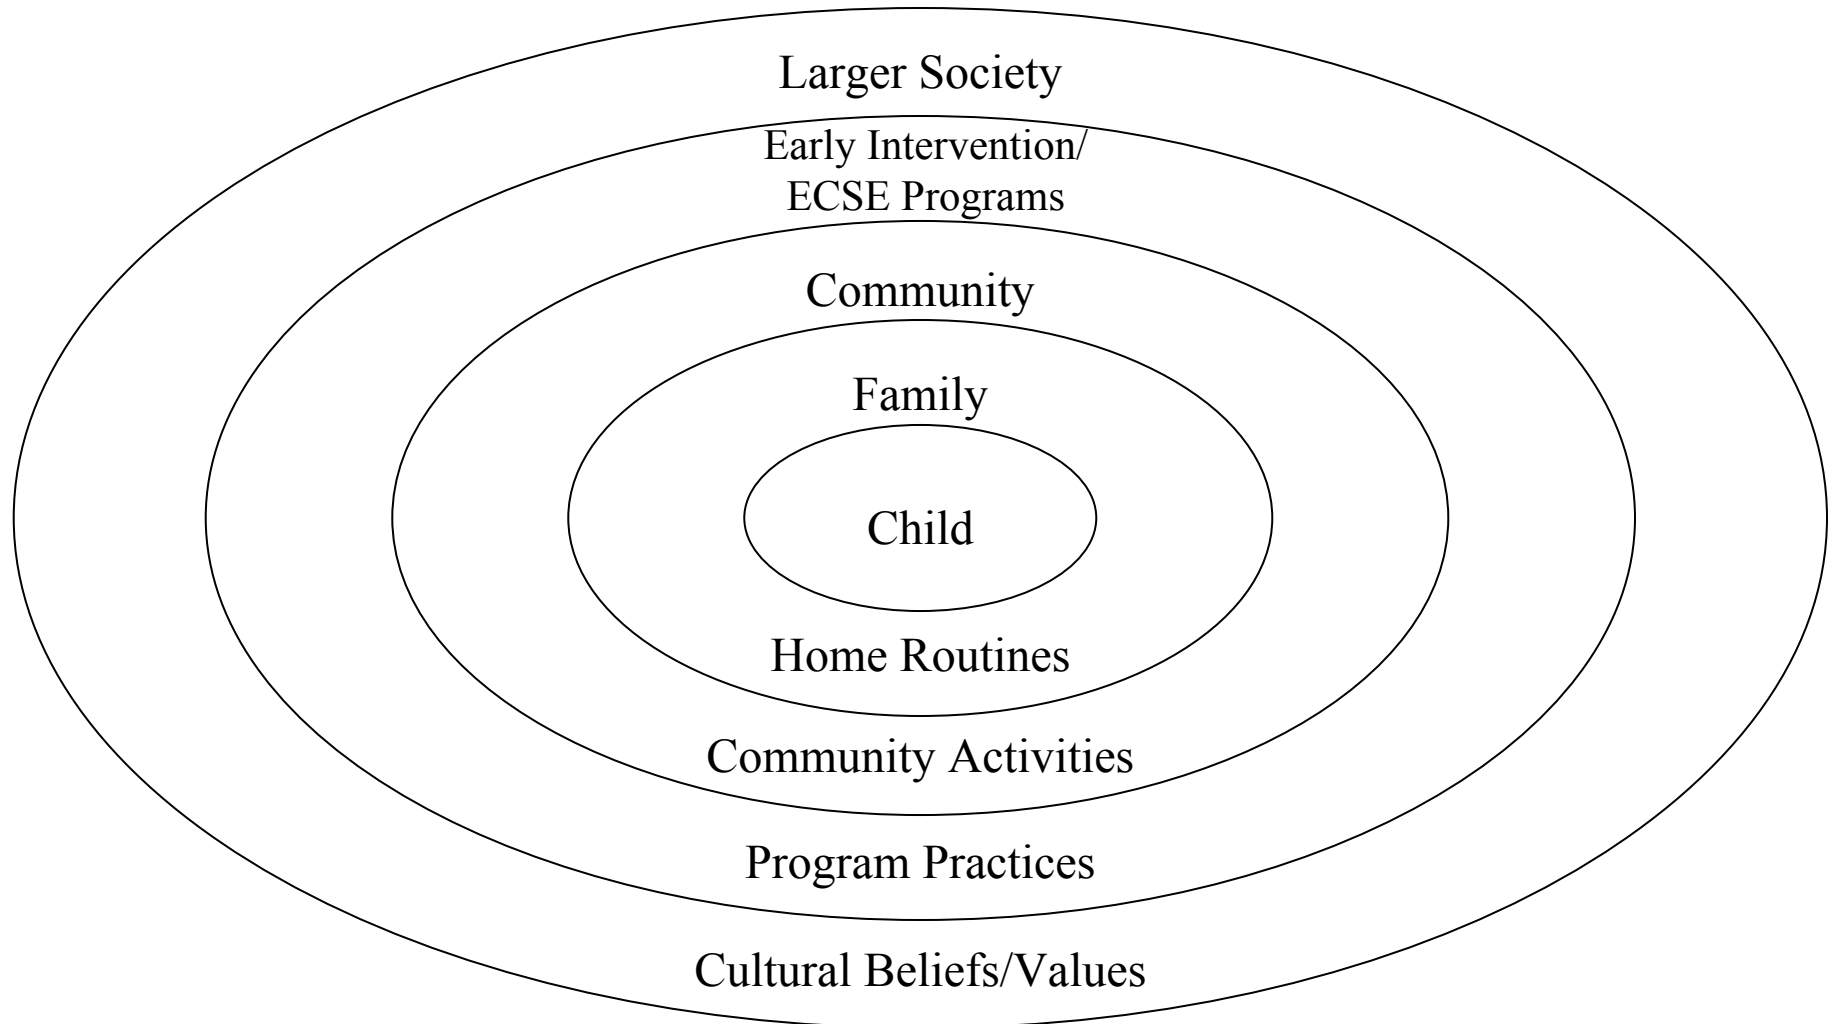 Larger Society
Early Intervention/
ECSE Programs
Community
Family
Child
Home Routines
Community Activities
Program Practices
Cultural Beliefs/Values